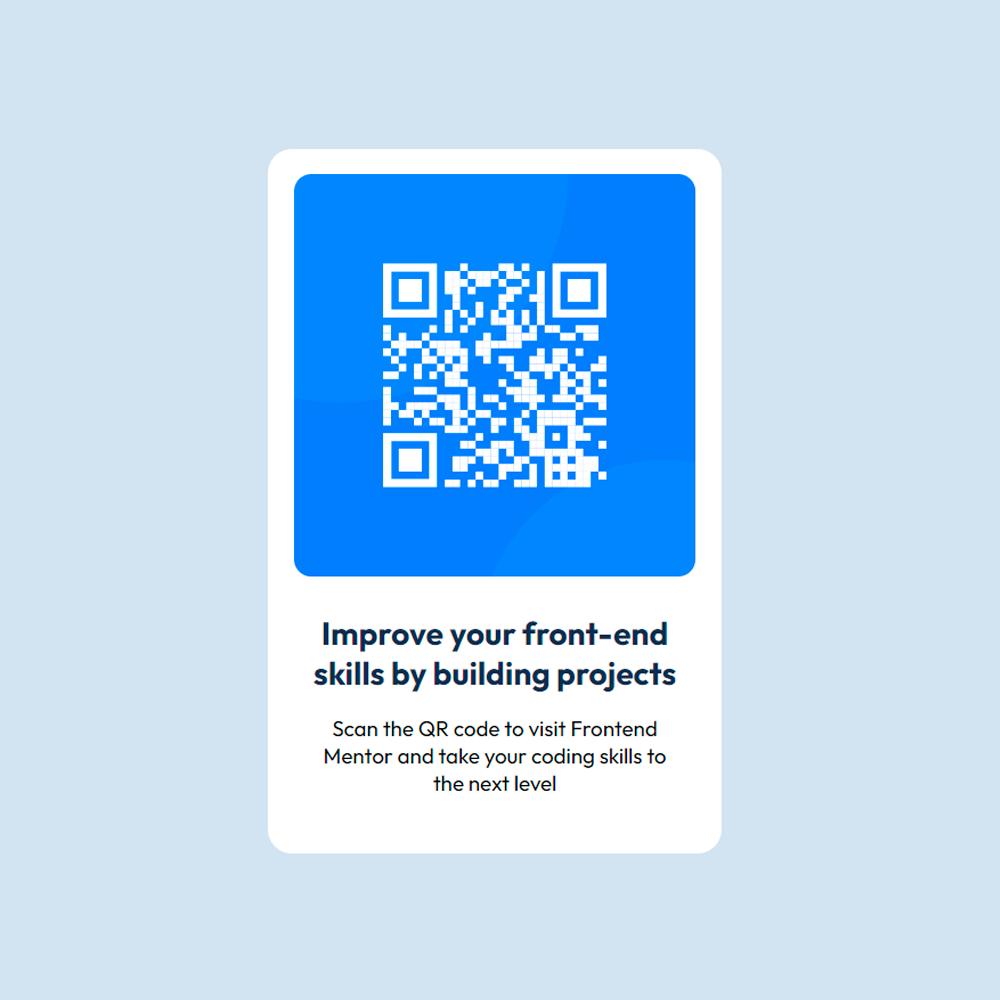 Improve your front-end
skills by building projects
Scan the QR code to visit Frontend
Mentor and take your coding skills to
the next level